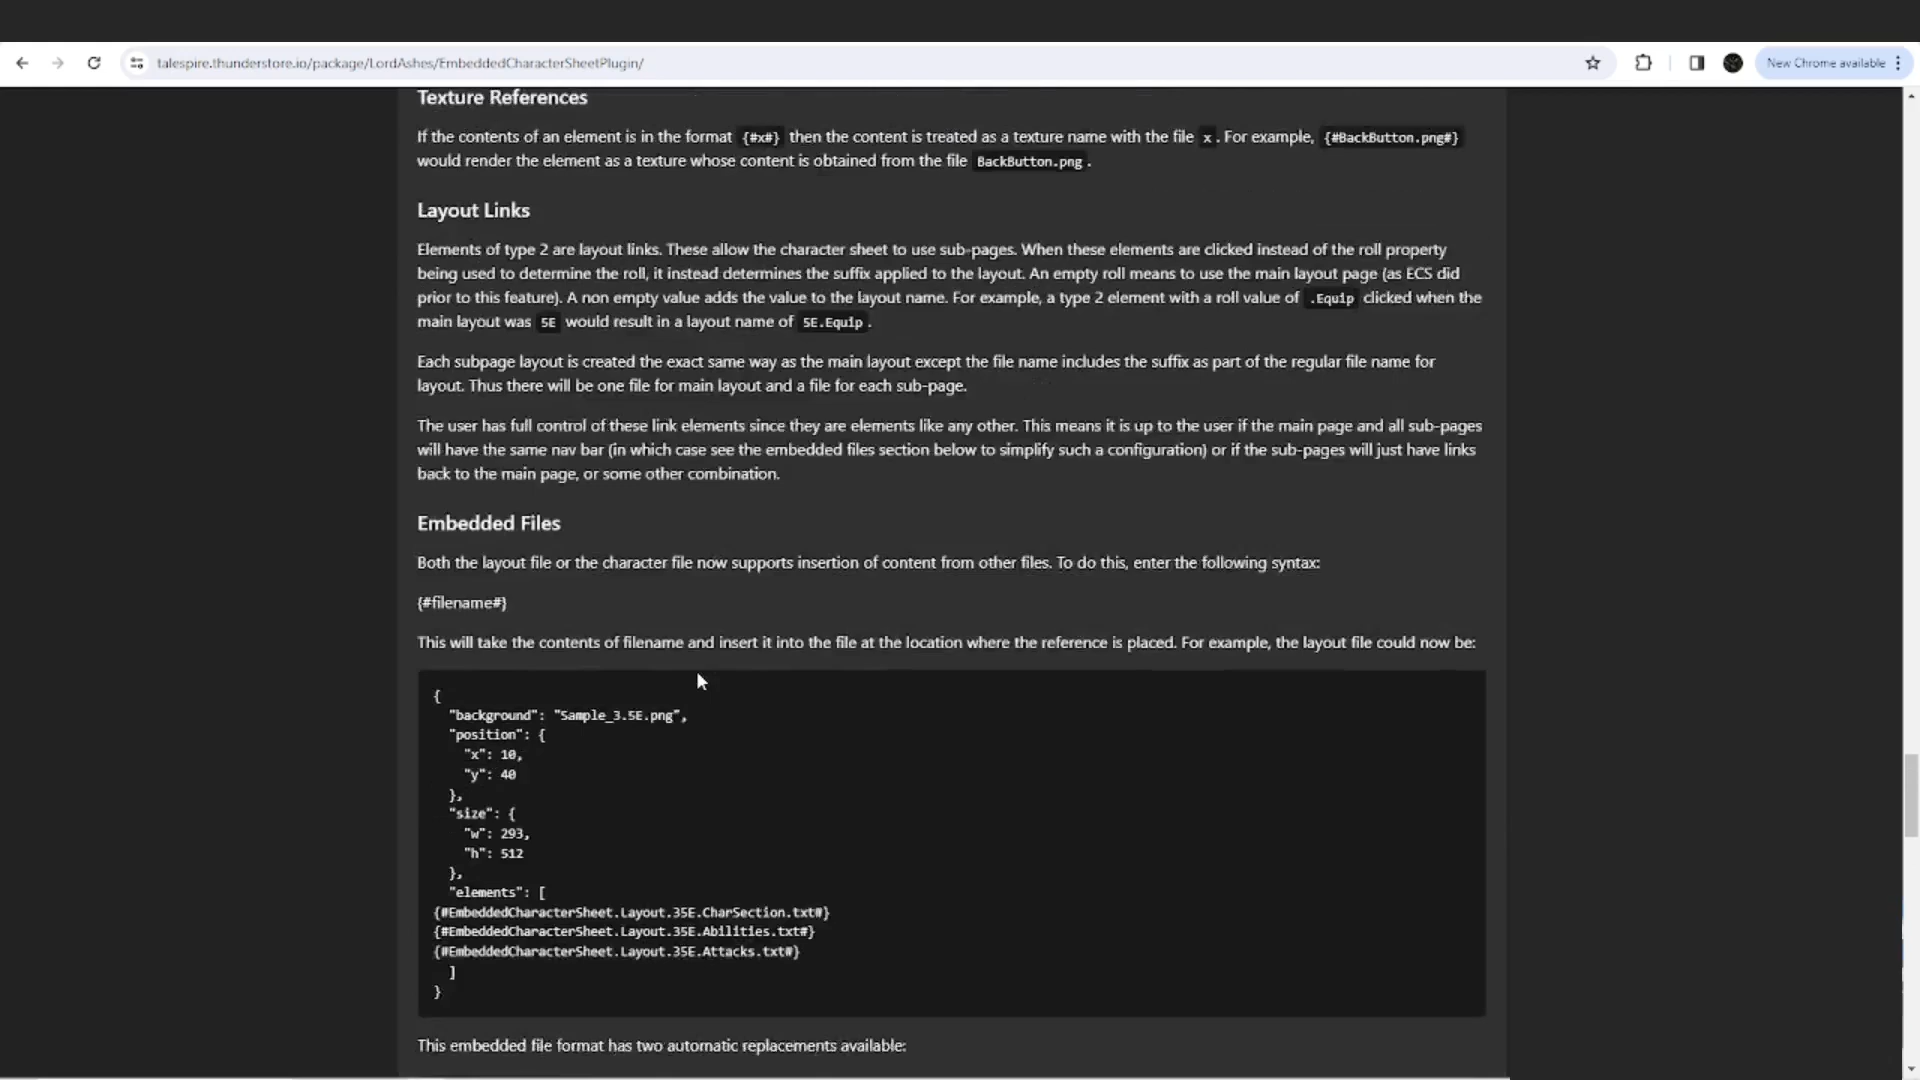 talespire.thunderstore.io/package/LordAshes/EmbeddedCharacterSheetPlugin/
New Chrome available
Texture References
If the contents of an element is in the format {#x#} then the content is treated as a texture name with the file x. For example, {#BackButton.png#}
would render the element as a texture whose content is obtained from the file BackButton.png.
Layout Links
Elements of type 2 are layout links. These allow the character sheet to use sub-pages. When these elements are clicked instead of the roll property
being used to determine the roll, it instead determines the suffix applied to the layout. An empty roll means to use the main layout page (as ECS did
prior to this feature). A non empty value adds the value to the layout name. For example, a type 2 element with a roll value of .Equip clicked when the
main layout was 5E would result in a layout name of 5E.Equip.
Each subpage layout is created the exact same way as the main layout except the file name includes the suffix as part of the regular file name for
layout. Thus there will be one file for main layout and a file for each sub-page.
The user has full control of these link elements since they are elements like any other. This means it is up to the user if the main page and all sub-pages
will have the same nav bar (in which case see the embedded files section below to simplify such a configuration) or if the sub-pages will just have links
back to the main page, or some other combination.
Embedded Files
Both the layout file or the character file now supports insertion of content from other files. To do this, enter the following syntax:
{#filename#}
This will take the contents of filename and insert it into the file at the location where the reference is placed. For example, the layout file could now be:
{
"background": "Sample_3.5E.png",
"position": {
"x": 10,
"y": 40
},
"size": {
"w": 293,
"h": 512
},
"elements": [
{#EmbeddedCharacterSheet.Layout.35E.CharSection.txt#}
{#EmbeddedCharacterSheet.Layout.35E.Abilities.txt#}
{#EmbeddedCharacterSheet.Layout.35E.Attacks.txt#}
]
}
This embedded file format has two automatic replacements available: